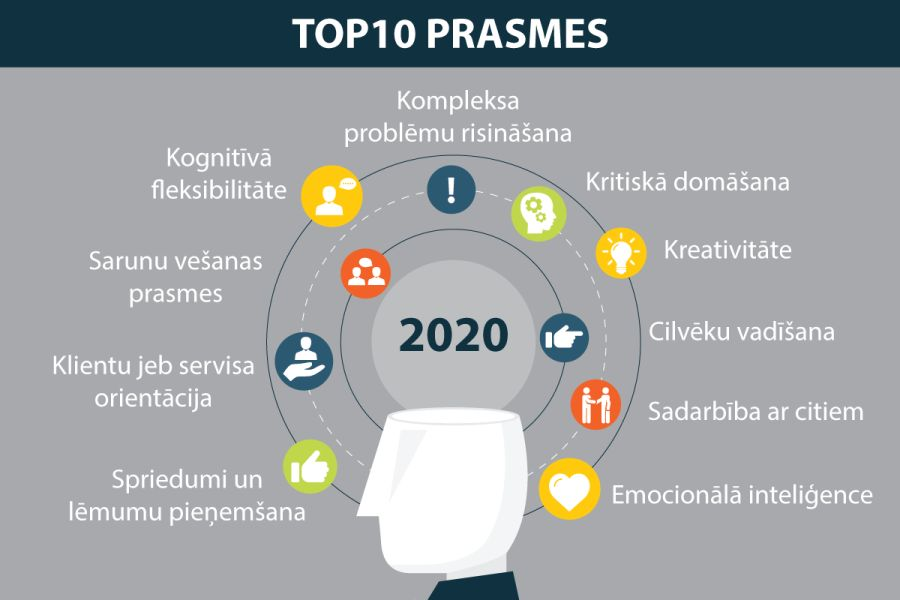 TOP10 PRASMES
Kompleksa
problēmu risināšana
Kritiskā domāšana
Kreativitāte
Cilvēku vadīšana
Sadarbība ar citiem
Emocionālā inteliģence
Spriedumi un
lēmumu pieņemšana
Klientu jeb servisa
orientācija
Sarunu vešanas
prasmes
Kognitīvā
fleksibilitāte
!
2020